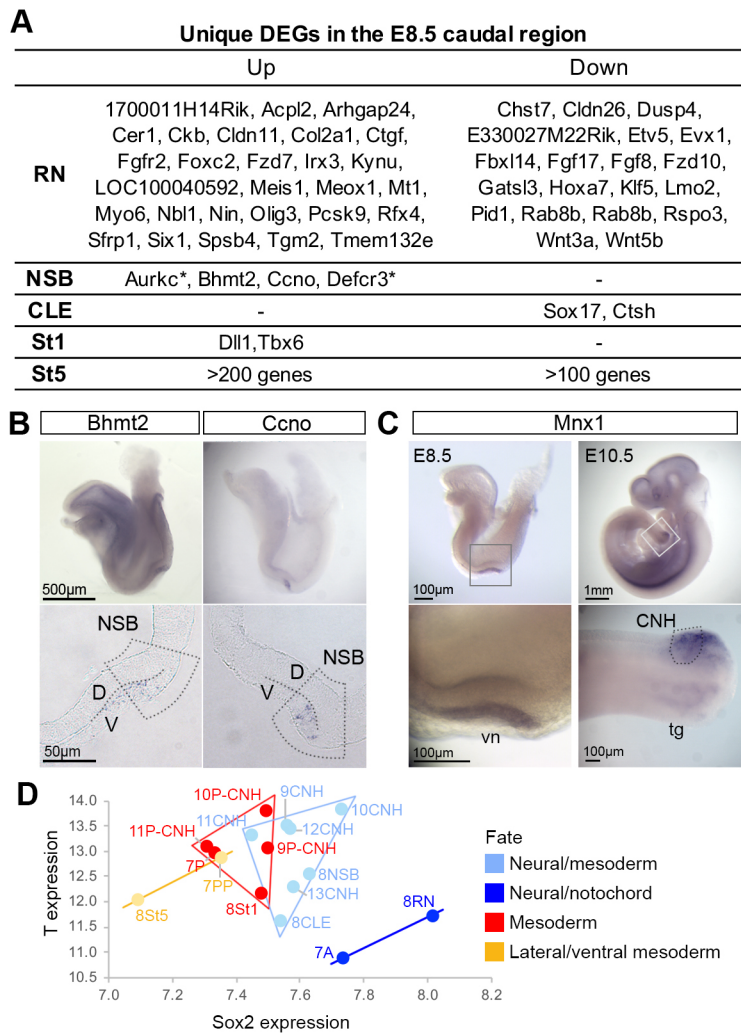 A
Unique DEGs in the E8.5 caudal region
Up Down
RN
1700011H14Rik, Acpl2, Arhgap24,
Cer1, Ckb, Cldn11, Col2a1, Ctgf,
Fgfr2, Foxc2, Fzd7, Irx3, Kynu,
LOC100040592, Meis1, Meox1, Mt1,
Myo6, Nbl1, Nin, Olig3, Pcsk9, Rfx4,
Sfrp1, Six1, Spsb4, Tgm2, Tmem132e
Chst7, Cldn26, Dusp4,
E330027M22Rik, Etv5, Evx1,
Fbxl14, Fgf17, Fgf8, Fzd10,
Gatsl3, Hoxa7, Klf5, Lmo2,
Pid1, Rab8b, Rab8b, Rspo3,
Wnt3a, Wnt5b
NSB Aurkc*, Bhmt2, Ccno, Defcr3* -
CLE - Sox17, Ctsh
St1 Dll1,Tbx6 -
St5 >200 genes >100 genes
B
Bhmt2
Ccno
500µm
NSB
D
V
50µm
NSB
D
V
C
Mnx1
E8.5
100µm
E10.5
1mm
vn
100µm
CNH
tg
100µm
D
T expression
14.0
13.5
13.0
12.5
12.0
11.5
11.0
10.5
7.0 7.2 7.4 7.6 7.8 8.0 8.2
Sox2 expression
10P-CNH
9CNH
10CNH
11CNH
12CNH
11P-CNH
9P-CNH
7P
7PP
8NSB
13CNH
8St5
8St1
8CLE
8RN
7A
Fate
Neural/mesoderm
Neural/notochord
Mesoderm
Lateral/ventral mesoderm